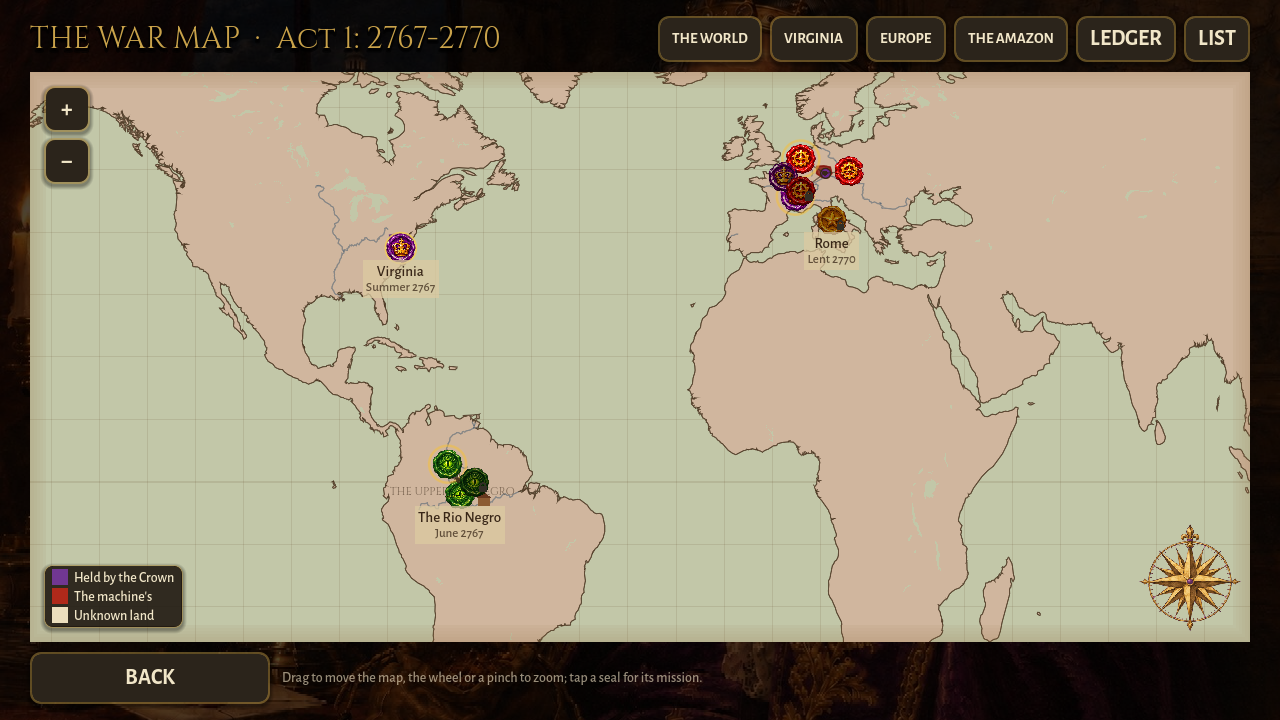 THE WAR MAP · ACT 1: 2767-2770
THE WORLD
VIRGINIA
EUROPE
THE AMAZON
LEDGER
LIST
+
−
Rome
Lent 2770
Virginia
Summer 2767
THE UPPER
The Rio Negro
June 2767
Held by the Crown
The machine's
Unknown land
BACK
Drag to move the map, the wheel or a pinch to zoom; tap a seal for its mission.